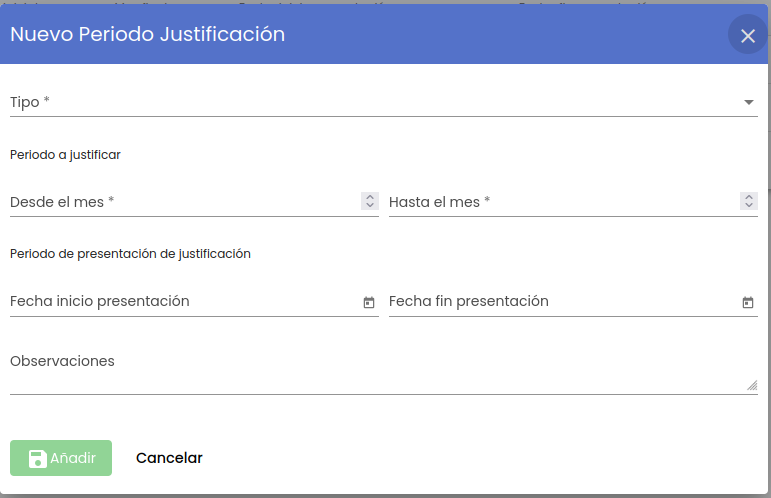 Nuevo Periodo Justificación
Tipo *
Periodo a justificar
Desde el mes * Hasta el mes *
Periodo de presentación de justificación
Fecha inicio presentación Fecha fin presentación
Observaciones
Añadir Cancelar